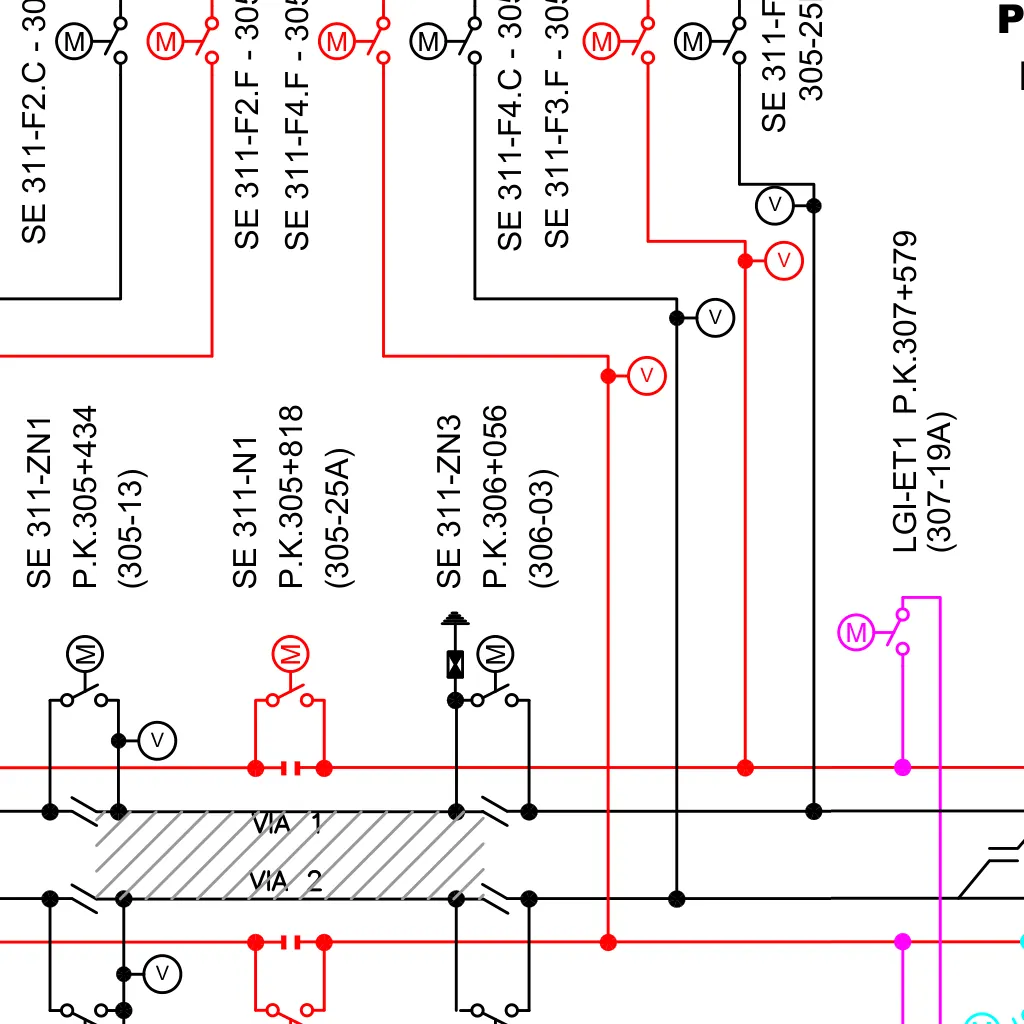 M
M
M
M
M
M
SE 311-F2.C - 30
SE 311-F2.F - 305
SE 311-F4.F - 305
SE 311-F4.C - 305
SE 311-F3.F - 305
SE 311-F
305-25
P
V
V
V
V
LGI-ET1 P.K.307+579
(307-19A)
SE 311-ZN1
P.K.305+434
(305-13)
SE 311-N1
P.K.305+818
(305-25A)
SE 311-ZN3
P.K.306+056
(306-03)
M
M
M
M
V
VIA 1
VIA 2
V